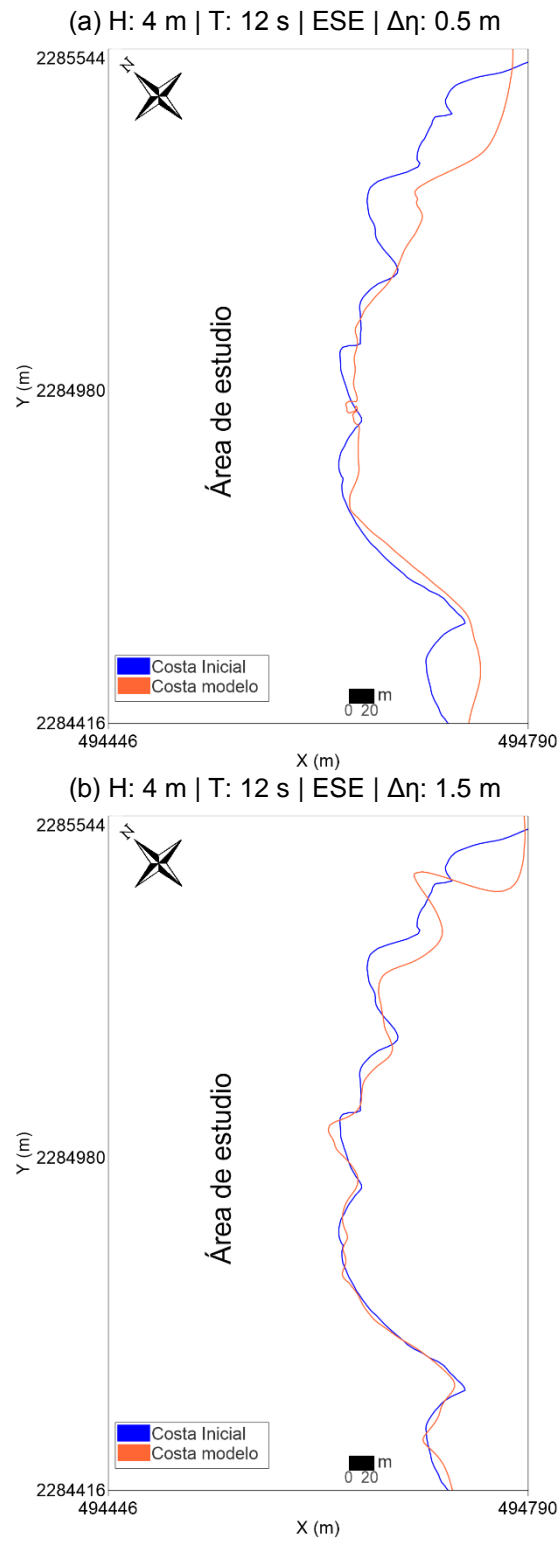 (a) H: 4 m | T: 12 s | ESE | Δη: 0.5 m
2285544
N
Área de estudio
Y (m)
2284980
Costa Inicial
Costa modelo
m
0 20
2284416
494446
494790
X (m)
(b) H: 4 m | T: 12 s | ESE | Δη: 1.5 m
2285544
N
Área de estudio
Y (m)
2284980
Costa Inicial
Costa modelo
m
0 20
2284416
494446
494790
X (m)